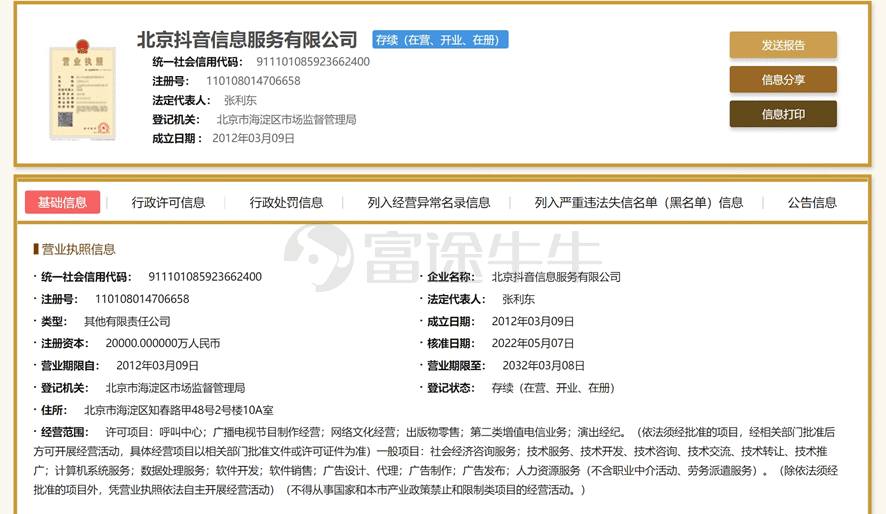 北京抖音信息服务有限公司 存续（在营、开业、在册）
营业执照
统一社会信用代码： 911101085923662400
注册号： 110108014706658
法定代表人： 张利东
登记机关： 北京市海淀区市场监督管理局
成立日期： 2012年03月09日
发送报告
信息分享
信息打印
基础信息 行政许可信息 行政处罚信息 列入经营异常名录信息 列入严重违法失信名单（黑名单）信息 公告信息
富途牛牛
营业执照信息
· 统一社会信用代码： 911101085923662400 · 企业名称： 北京抖音信息服务有限公司
· 注册号： 110108014706658 · 法定代表人： 张利东
· 类型： 其他有限责任公司 · 成立日期： 2012年03月09日
· 注册资本： 20000.000000万人民币 · 核准日期： 2022年05月07日
· 营业期限自： 2012年03月09日 · 营业期限至： 2032年03月08日
· 登记机关： 北京市海淀区市场监督管理局 · 登记状态： 存续（在营、开业、在册）
· 住所： 北京市海淀区知春路甲48号2号楼10A室
· 经营范围： 许可项目：呼叫中心；广播电视节目制作经营；网络文化经营；出版物零售；第二类增值电信业务；演出经纪。（依法须经批准的项目，经相关部门批准后
方可开展经营活动，具体经营项目以相关部门批准文件或许可证件为准）一般项目：社会经济咨询服务；技术服务、技术开发、技术咨询、技术交流、技术转让、技术推
广；计算机系统服务；数据处理服务；软件开发；软件销售；广告设计、代理；广告制作；广告发布；人力资源服务（不含职业中介活动、劳务派遣服务）。（除依法须经
批准的项目外，凭营业执照依法自主开展经营活动）（不得从事国家和本市产业政策禁止和限制类项目的经营活动。）